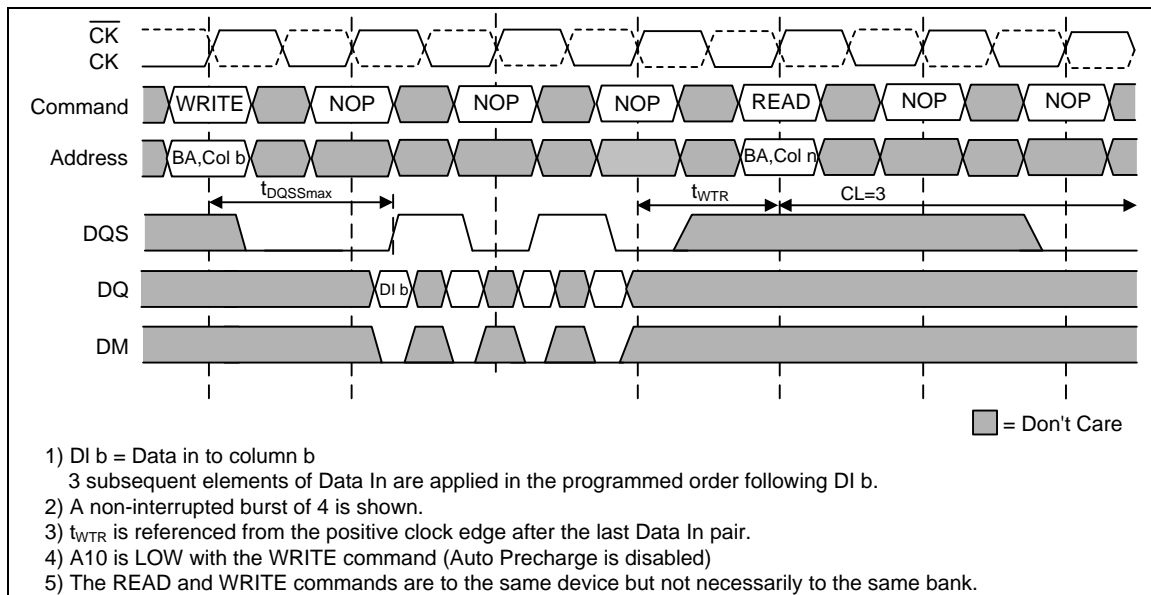 CK
CK
Command WRITE NOP NOP NOP READ NOP NOP
Address BA,Col b BA,Col n
tDQSSmax tWTR CL=3
DQS
DQ DI b
DM
= Don't Care
1) DI b = Data in to column b
3 subsequent elements of Data In are applied in the programmed order following DI b.
2) A non-interrupted burst of 4 is shown.
3) tWTR is referenced from the positive clock edge after the last Data In pair.
4) A10 is LOW with the WRITE command (Auto Precharge is disabled)
5) The READ and WRITE commands are to the same device but not necessarily to the same bank.